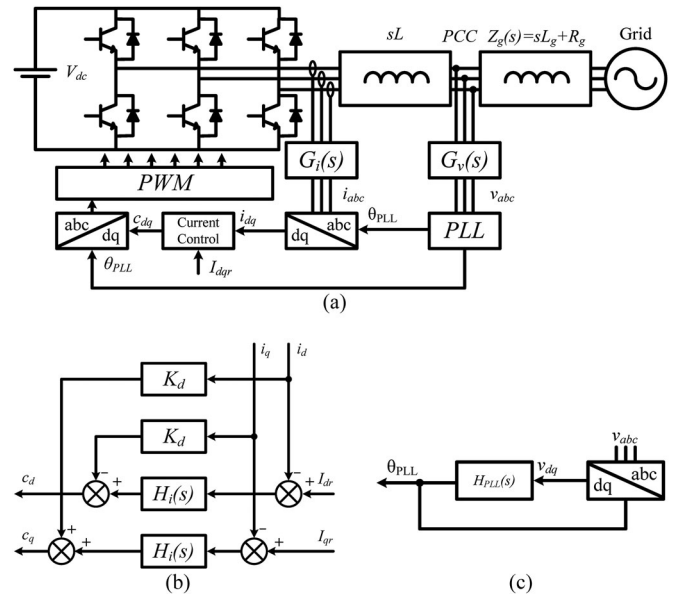 sL PCC Z_g(s)=sL_g+R_g Grid
V_dc
G_i(s) G_v(s)
PWM i_abc v_abc
abc dq c_dq Current Control i_dq abc dq θ_PLL PLL
θ_PLL I_dqr
(a)
i_q i_d
K_d
K_d
c_d − + H_i(s) − + I_dr
c_q + + H_i(s) − + I_qr
(b)
v_abc
θ_PLL H_PLL(s) v_dq abc dq
(c)